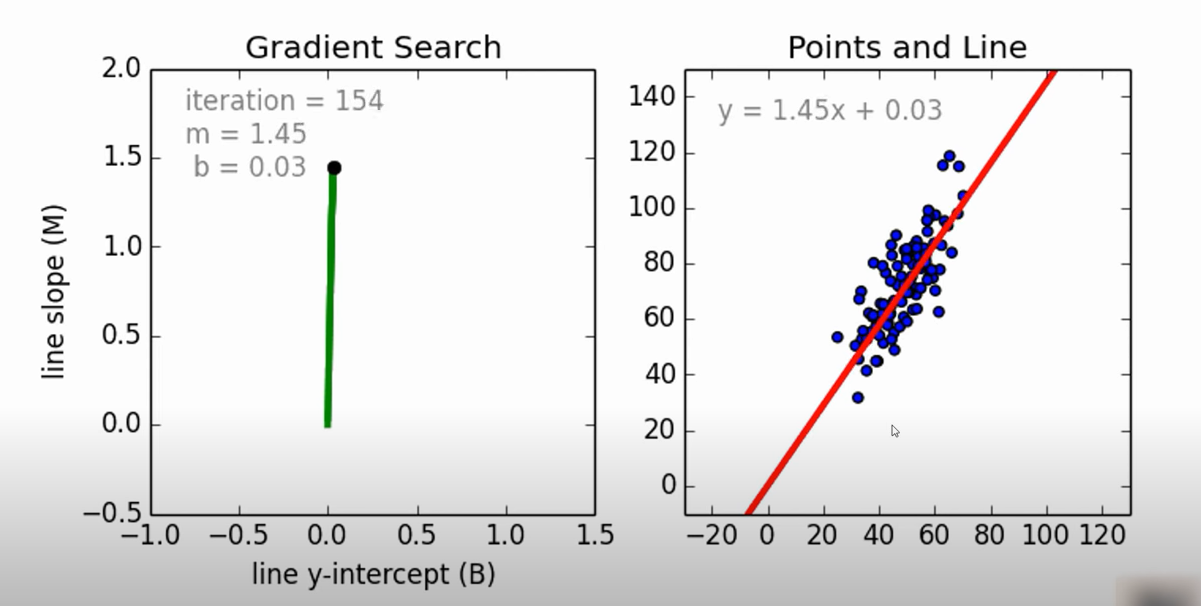 Gradient Search
iteration = 154
m = 1.45
b = 0.03
line slope (M)
2.0
1.5
1.0
0.5
0.0
−0.5
−1.0 −0.5 0.0 0.5 1.0 1.5
line y-intercept (B)
Points and Line
y = 1.45x + 0.03
140
120
100
80
60
40
20
0
−20 0 20 40 60 80 100 120